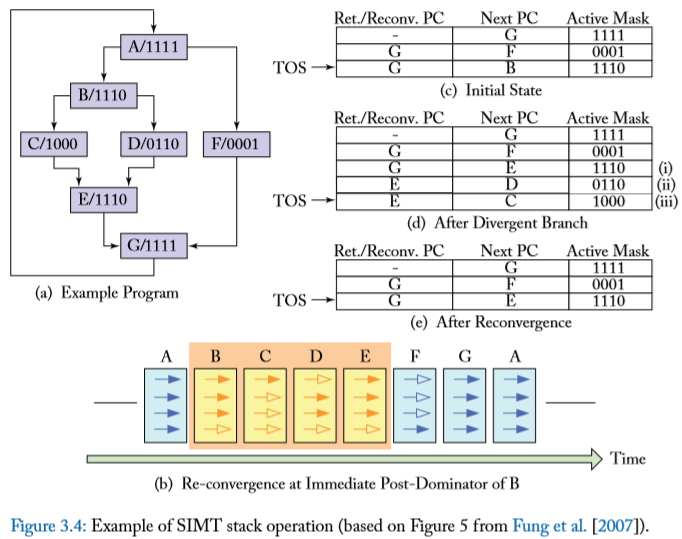 A/1111
B/1110
C/1000 D/0110 F/0001
E/1110
G/1111
(a) Example Program
Ret./Reconv. PC Next PC Active Mask
- G 1111
G F 0001
TOS G B 1110
(c) Initial State
Ret./Reconv. PC Next PC Active Mask
- G 1111
G F 0001
G E 1110 (i)
E D 0110 (ii)
TOS E C 1000 (iii)
(d) After Divergent Branch
Ret./Reconv. PC Next PC Active Mask
- G 1111
G F 0001
TOS G E 1110
(e) After Reconvergence
A B C D E F G A
Time
(b) Re-convergence at Immediate Post-Dominator of B
Figure 3.4: Example of SIMT stack operation (based on Figure 5 from Fung et al. [2007]).